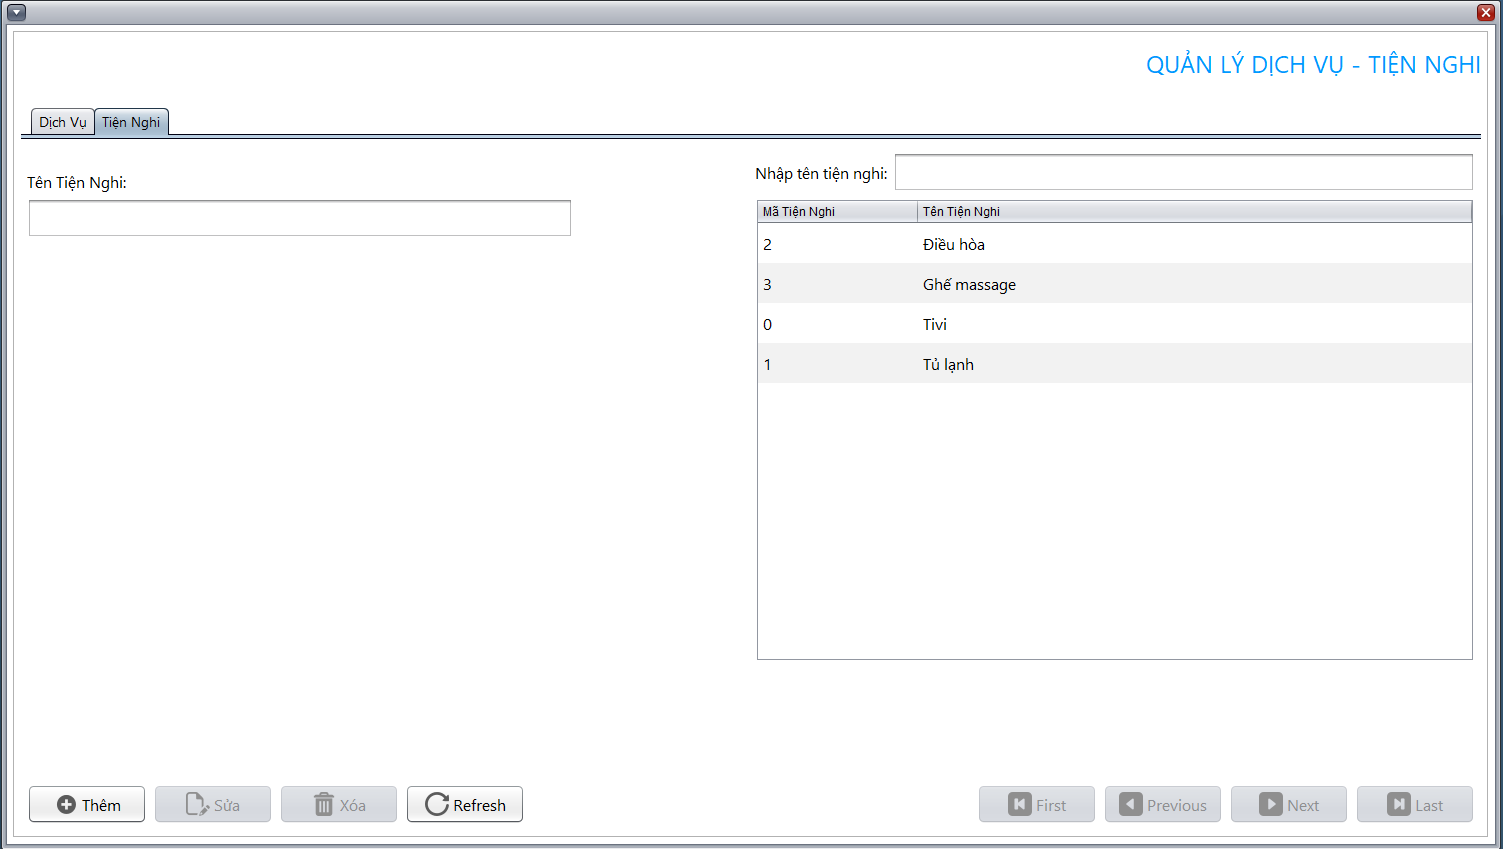 QUẢN LÝ DỊCH VỤ - TIỆN NGHI
Dịch Vụ Tiện Nghi
Tên Tiện Nghi:
Nhập tên tiện nghi:
Mã Tiện Nghi Tên Tiện Nghi
2 Điều hòa
3 Ghế massage
0 Tivi
1 Tủ lạnh
Thêm Sửa Xóa Refresh First Previous Next Last